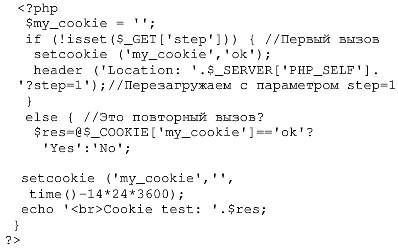 <?php
$my_cookie = '';
if (!isset($_GET['step'])) { //Первый вызов
setcookie ('my_cookie','ok');
header ('Location: '.$_SERVER['PHP_SELF'].
'?step=1');//Перезагружаем с параметром step=1
}
else { //Это повторный вызов?
$res=@$_COOKIE['my_cookie']=='ok'?
'Yes':'No';
setcookie ('my_cookie','',
time()-14*24*3600);
echo '<br>Cookie test: '.$res;
}
?>